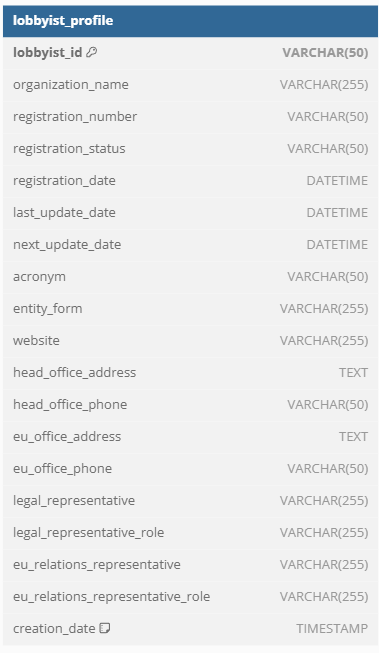 lobbyist_profile
lobbyist_id VARCHAR(50)
organization_name VARCHAR(255)
registration_number VARCHAR(50)
registration_status VARCHAR(50)
registration_date DATETIME
last_update_date DATETIME
next_update_date DATETIME
acronym VARCHAR(50)
entity_form VARCHAR(255)
website VARCHAR(255)
head_office_address TEXT
head_office_phone VARCHAR(50)
eu_office_address TEXT
eu_office_phone VARCHAR(50)
legal_representative VARCHAR(255)
legal_representative_role VARCHAR(255)
eu_relations_representative VARCHAR(255)
eu_relations_representative_role VARCHAR(255)
creation_date TIMESTAMP